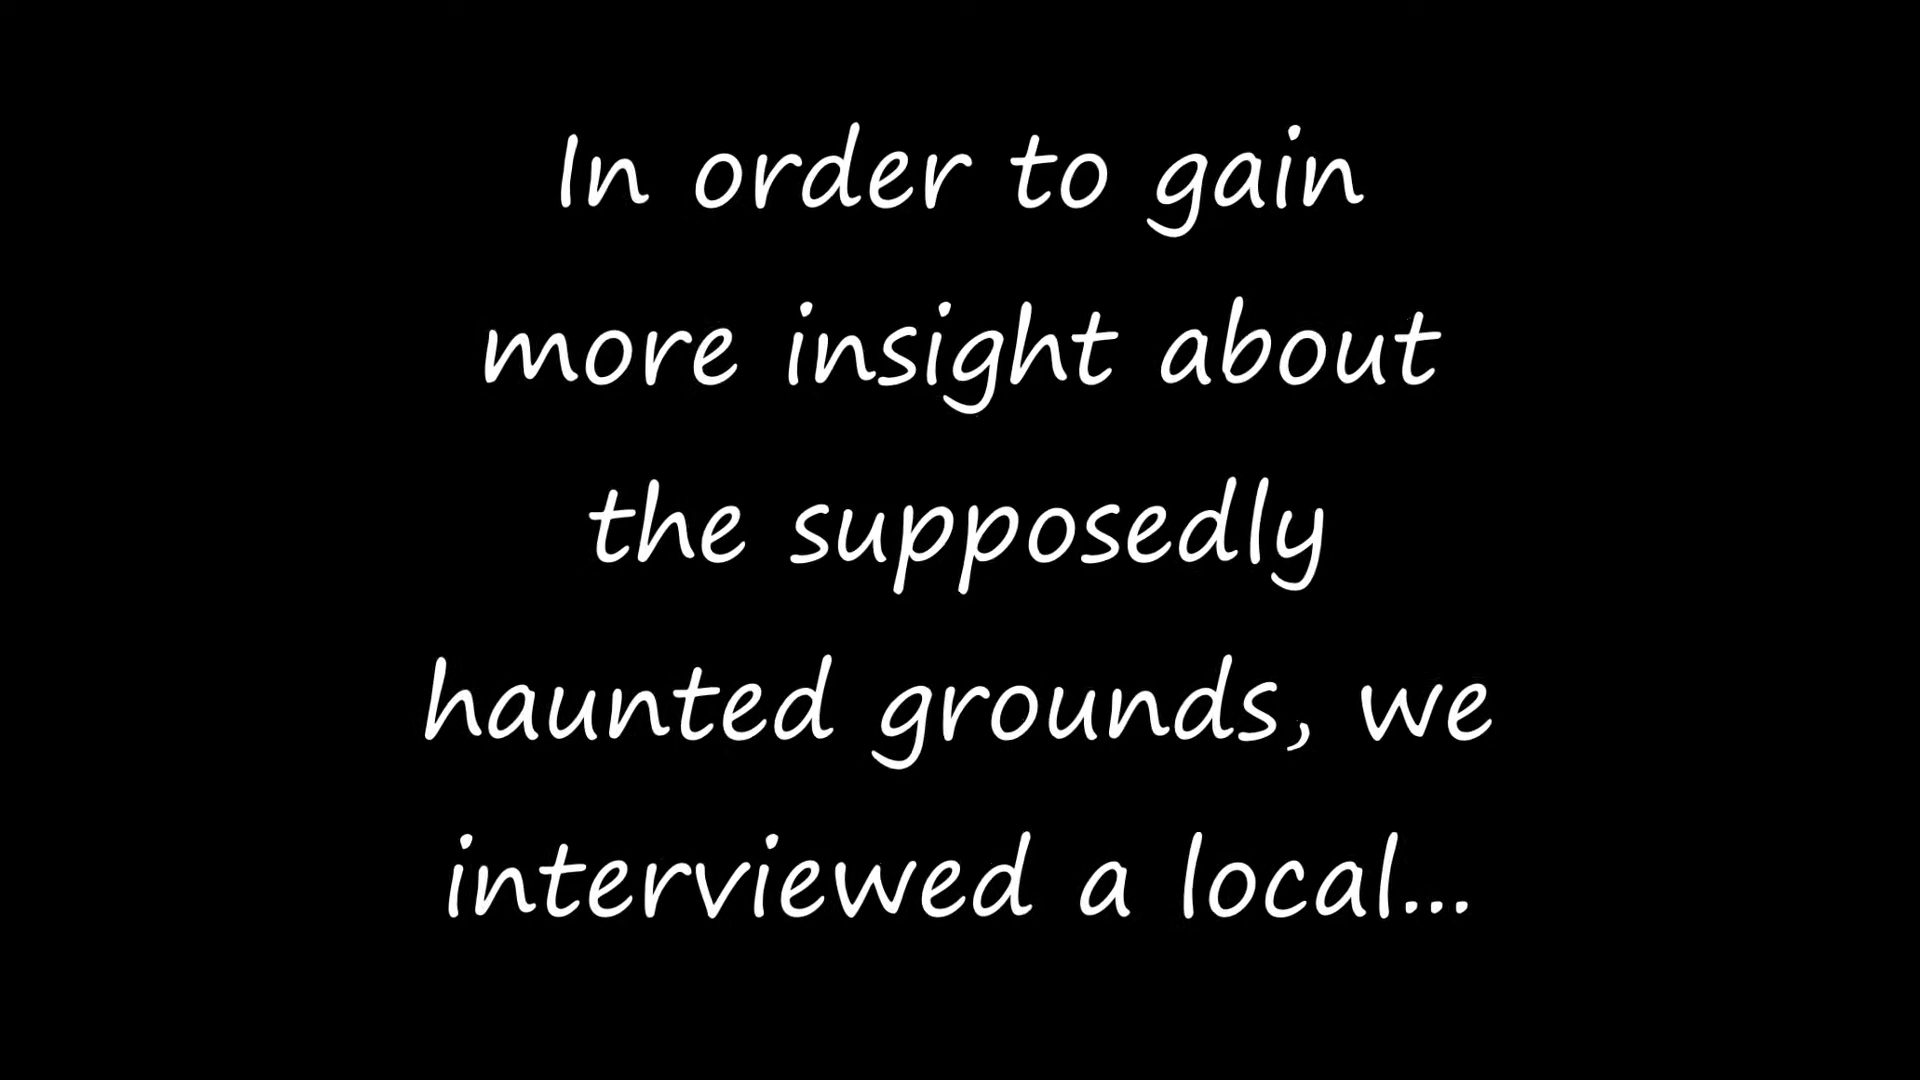 In order to gain
more insight about
the supposedly
haunted grounds, we
interviewed a local...